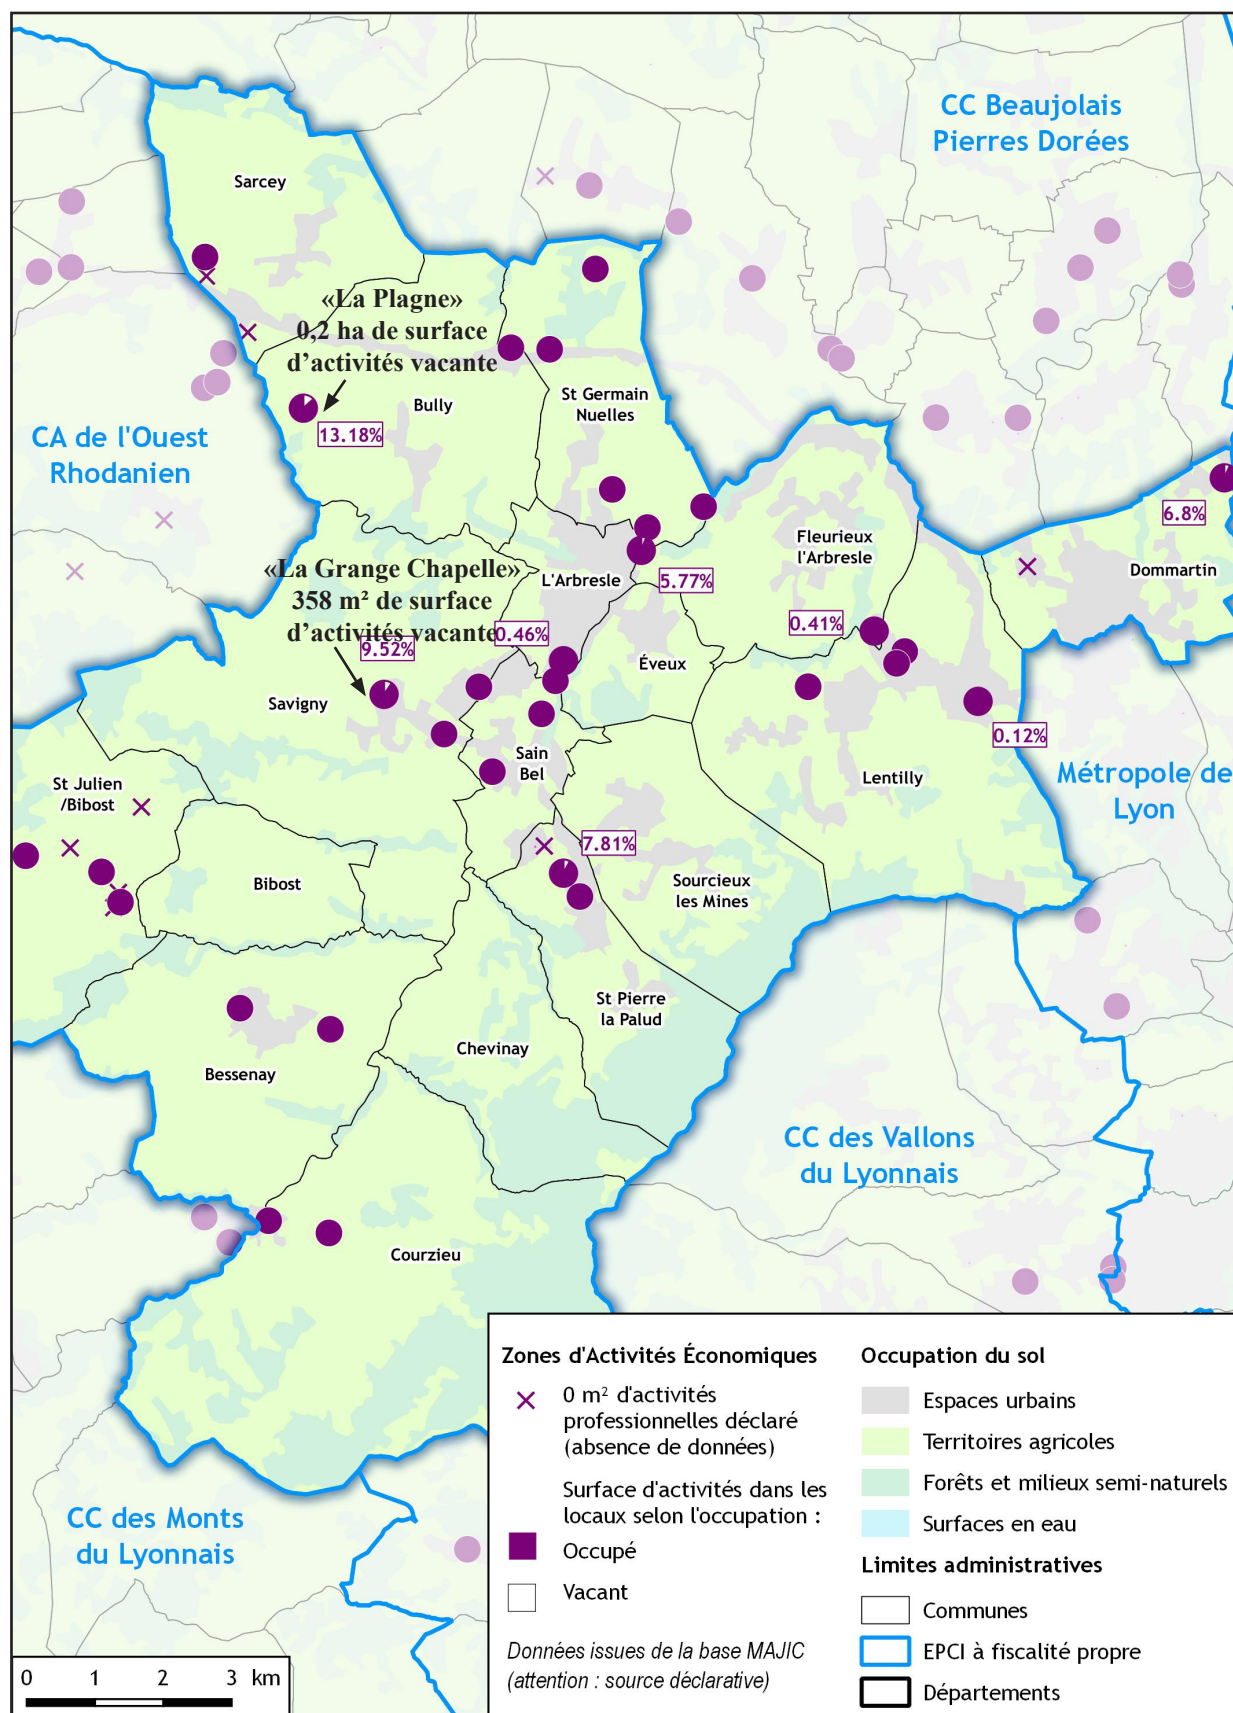 CC Beaujolais
Pierres Dorées
Sarcey
«La Plagne»
0,2 ha de surface
d’activités vacante
St Germain
Nuelles
Bully
13.18%
CA de l'Ouest
Rhodanien
6.8%
Fleurieux
l'Arbresle
Dommartin
«La Grange Chapelle»
358 m² de surface
d’activités vacante
L'Arbresle
5.77%
0.41%
0.46%
9.52%
Éveux
Savigny
0.12%
Sain
Bel
Lentilly
Métropole de
Lyon
St Julien
/Bibost
7.81%
Bibost
Sourcieux
les Mines
St Pierre
la Palud
Chevinay
Bessenay
CC des Vallons
du Lyonnais
Courzieu
CC des Monts
du Lyonnais
Zones d'Activités Économiques
0 m² d'activités
professionnelles déclaré
(absence de données)
Surface d'activités dans les
locaux selon l'occupation :
Occupé
Vacant
Données issues de la base MAJIC
(attention : source déclarative)
Occupation du sol
Espaces urbains
Territoires agricoles
Forêts et milieux semi-naturels
Surfaces en eau
Limites administratives
Communes
EPCI à fiscalité propre
Départements
0 1 2 3 km